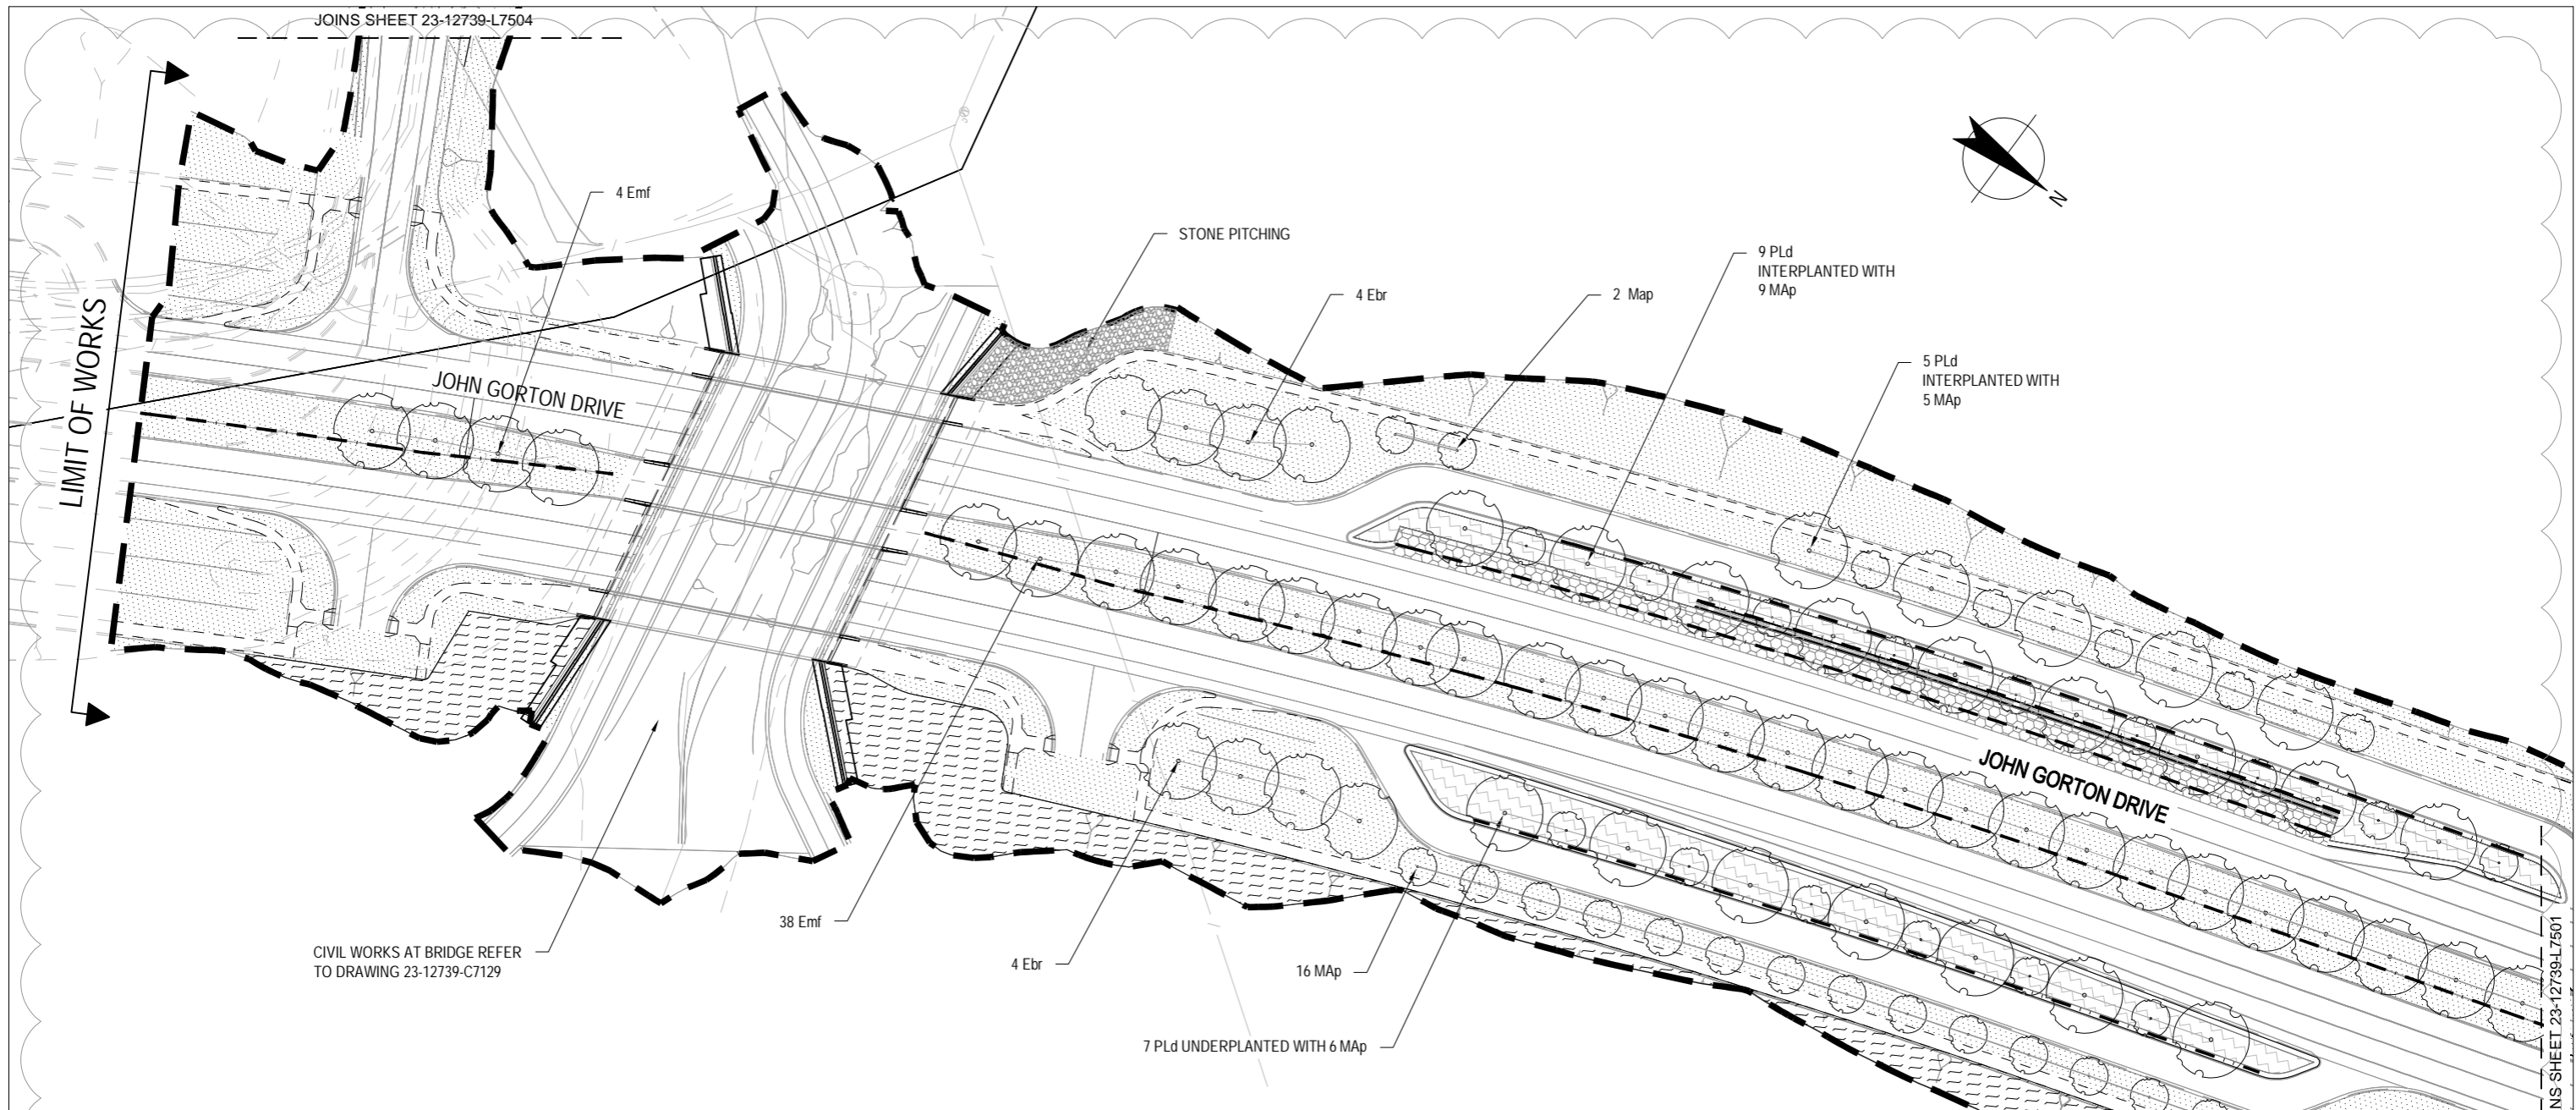 JOINS SHEET 23-12739-L7504
4 Emf
STONE PITCHING
4 Ebr
2 Map
9 PLd
INTERPLANTED WITH
9 MAp
5 PLd
INTERPLANTED WITH
5 MAp
N
LIMIT OF WORKS
JOHN GORTON DRIVE
JOHN GORTON DRIVE
38 Emf
CIVIL WORKS AT BRIDGE REFER
TO DRAWING 23-12739-C7129
4 Ebr
16 MAp
7 PLd UNDERPLANTED WITH 6 MAp
SHEET 23-12739-L7501